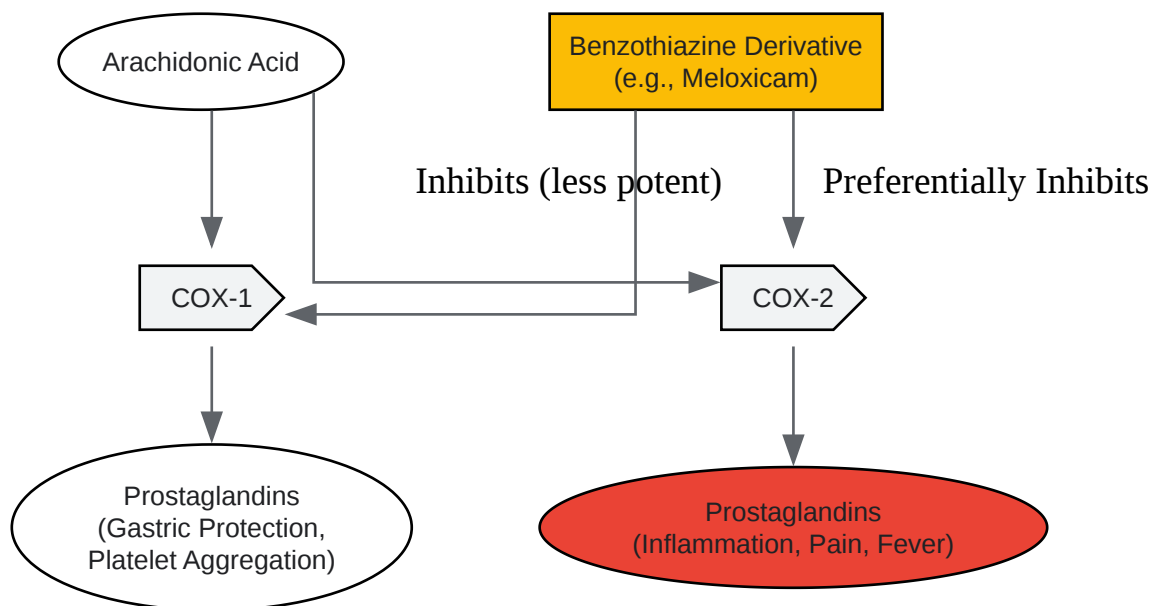 Arachidonic Acid
Benzothiazine Derivative
(e.g., Meloxicam)
Inhibits (less potent)
Preferentially Inhibits
COX-1
COX-2
Prostaglandins
(Gastric Protection,
Platelet Aggregation)
Prostaglandins
(Inflammation, Pain, Fever)